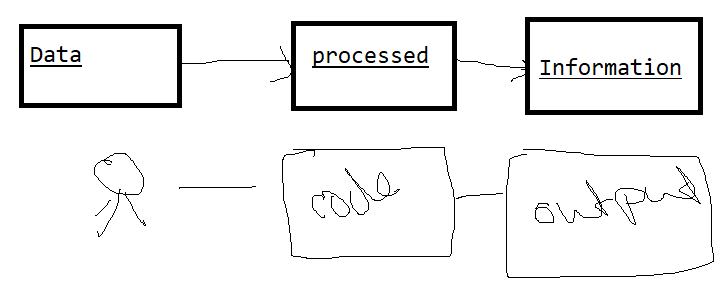 Data
processed
Information
code
output